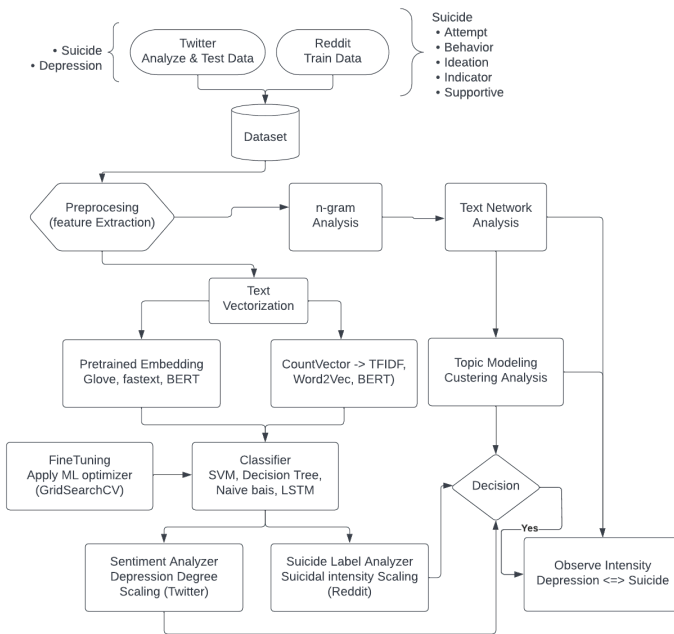 • Suicide
• Depression
Twitter
Analyze & Test Data
Reddit
Train Data
Suicide
• Attempt
• Behavior
• Ideation
• Indicator
• Supportive
Dataset
Preprocesing
(feature Extraction)
n-gram
Analysis
Text Network
Analysis
Text
Vectorization
Pretrained Embedding
Glove, fastext, BERT
CountVector -> TFIDF,
Word2Vec, BERT)
Topic Modeling
Custering Analysis
FineTuning
Apply ML optimizer
(GridSearchCV)
Classifier
SVM, Decision Tree,
Naive bais, LSTM
Decision
Yes
Sentiment Analyzer
Depression Degree
Scaling (Twitter)
Suicide Label Analyzer
Suicidal intensity Scaling
(Reddit)
Observe Intensity
Depression <=> Suicide